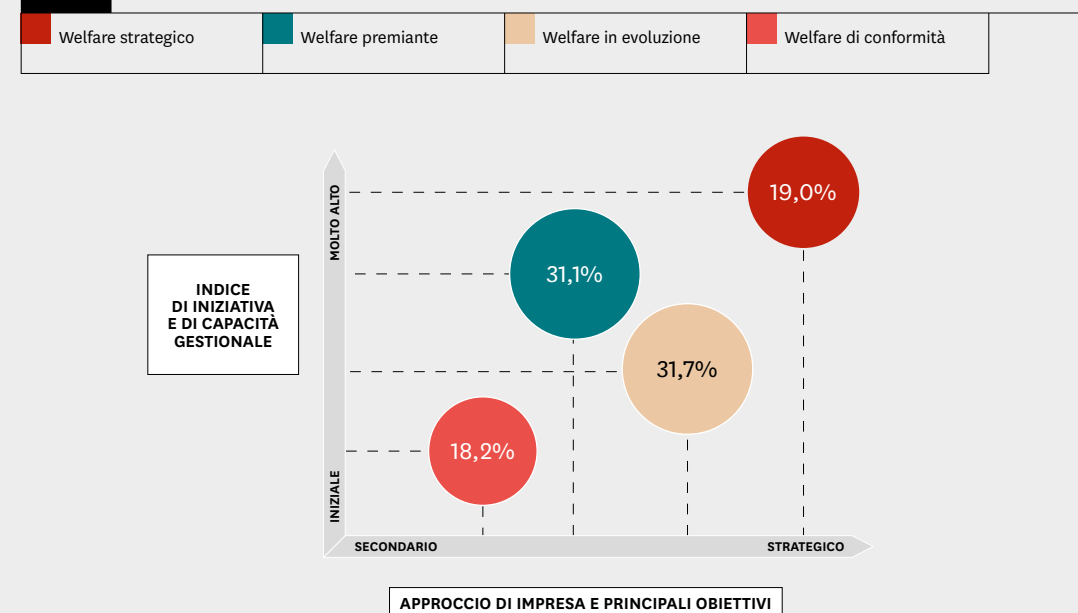 Welfare strategico
Welfare premiante
Welfare in evoluzione
Welfare di conformità
MOLTO ALTO
19,0%
31,1%
INDICE
DI INIZIATIVA
E DI CAPACITÀ
GESTIONALE
31,7%
18,2%
INIZIALE
SECONDARIO
STRATEGICO
APPROCCIO DI IMPRESA E PRINCIPALI OBIETTIVI